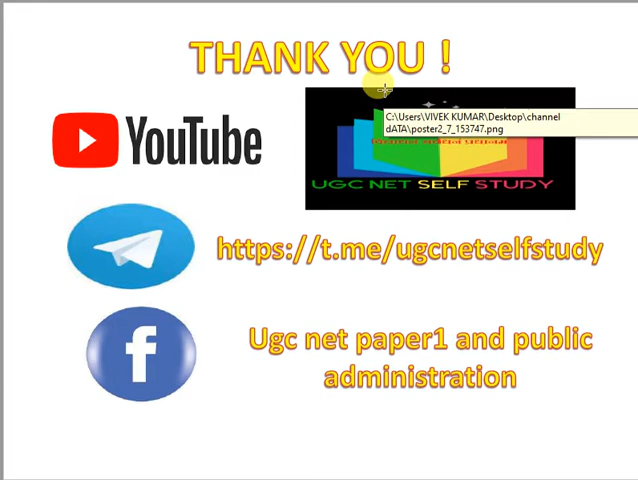 THANK YOU !
YouTube
C:\Users\VIVEK KUMAR\Desktop\channel
dATA\poster2_7_153747.png
UGC NET SELF STUDY
https://t.me/ugcnetselfstudy
f
Ugc net paper1 and public
administration